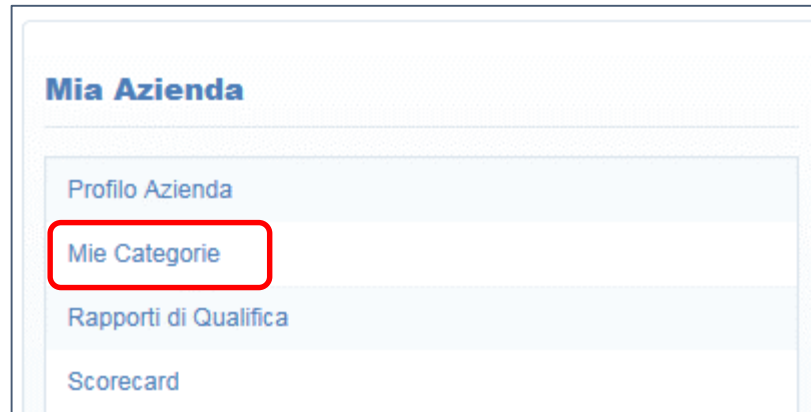 Mia Azienda
Profilo Azienda
Mie Categorie
Rapporti di Qualifica
Scorecard